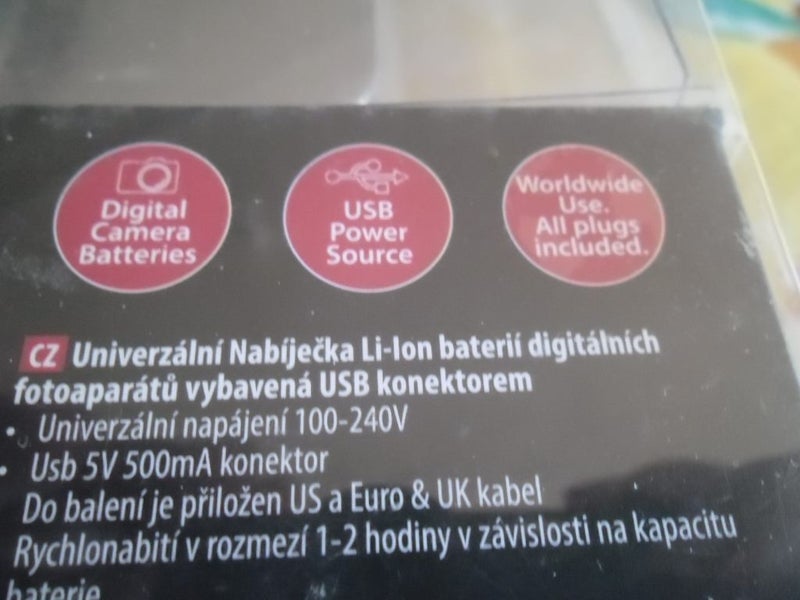 Digital
Camera
Batteries
USB
Power
Source
Worldwide
Use.
All plugs
included.
CZ Univerzální Nabíječka Li-Ion baterií digitálních
fotoaparátů vybavená USB konektorem
• Univerzální napájení 100-240V
• Usb 5V 500mA konektor
Do balení je přiložen US a Euro & UK kabel
Rychlonabití v rozmezí 1-2 hodiny v závislosti na kapacitu
baterie